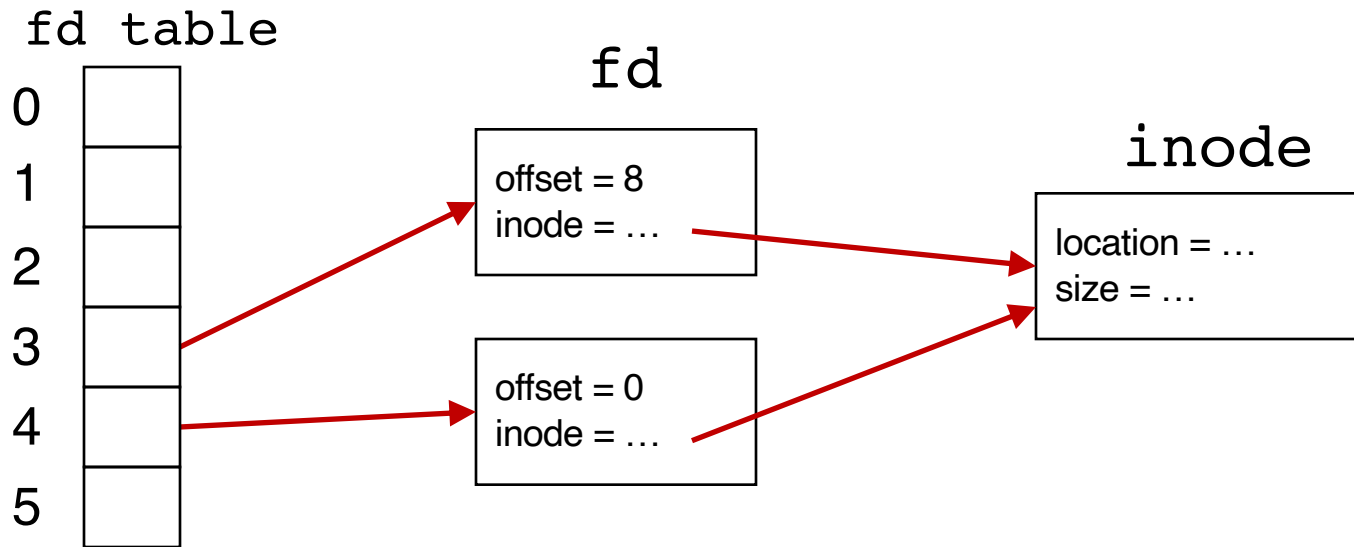 fd table
0
1
2
3
4
5
fd
offset = 8
inode = …
offset = 0
inode = …
inode
location = …
size = …